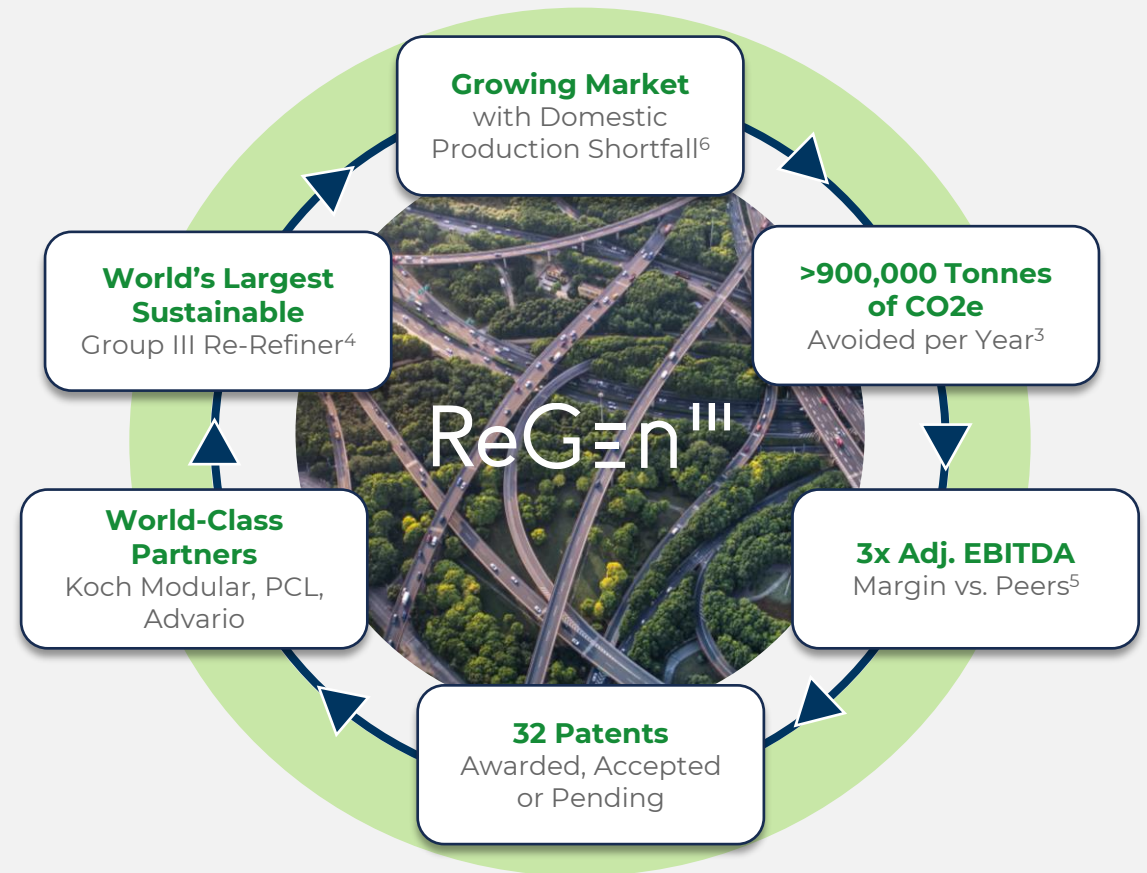 Growing Market
with Domestic
Production Shortfall⁶
>900,000 Tonnes
of CO2e
Avoided per Year³
3x Adj. EBITDA
Margin vs. Peers⁵
32 Patents
Awarded, Accepted
or Pending
World-Class
Partners
Koch Modular, PCL,
Advario
World’s Largest
Sustainable
Group III Re-Refiner⁴
ReGen III